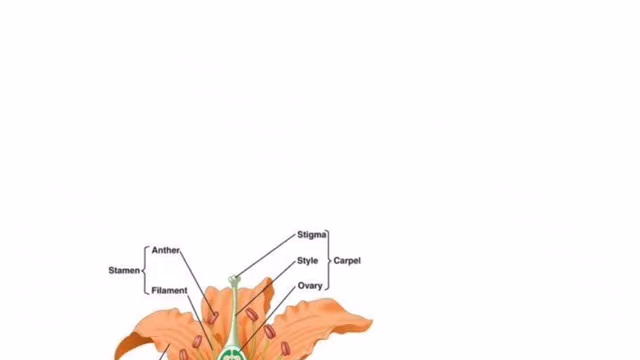 Stigma
Anther
Style
Carpel
Stamen
Ovary
Filament